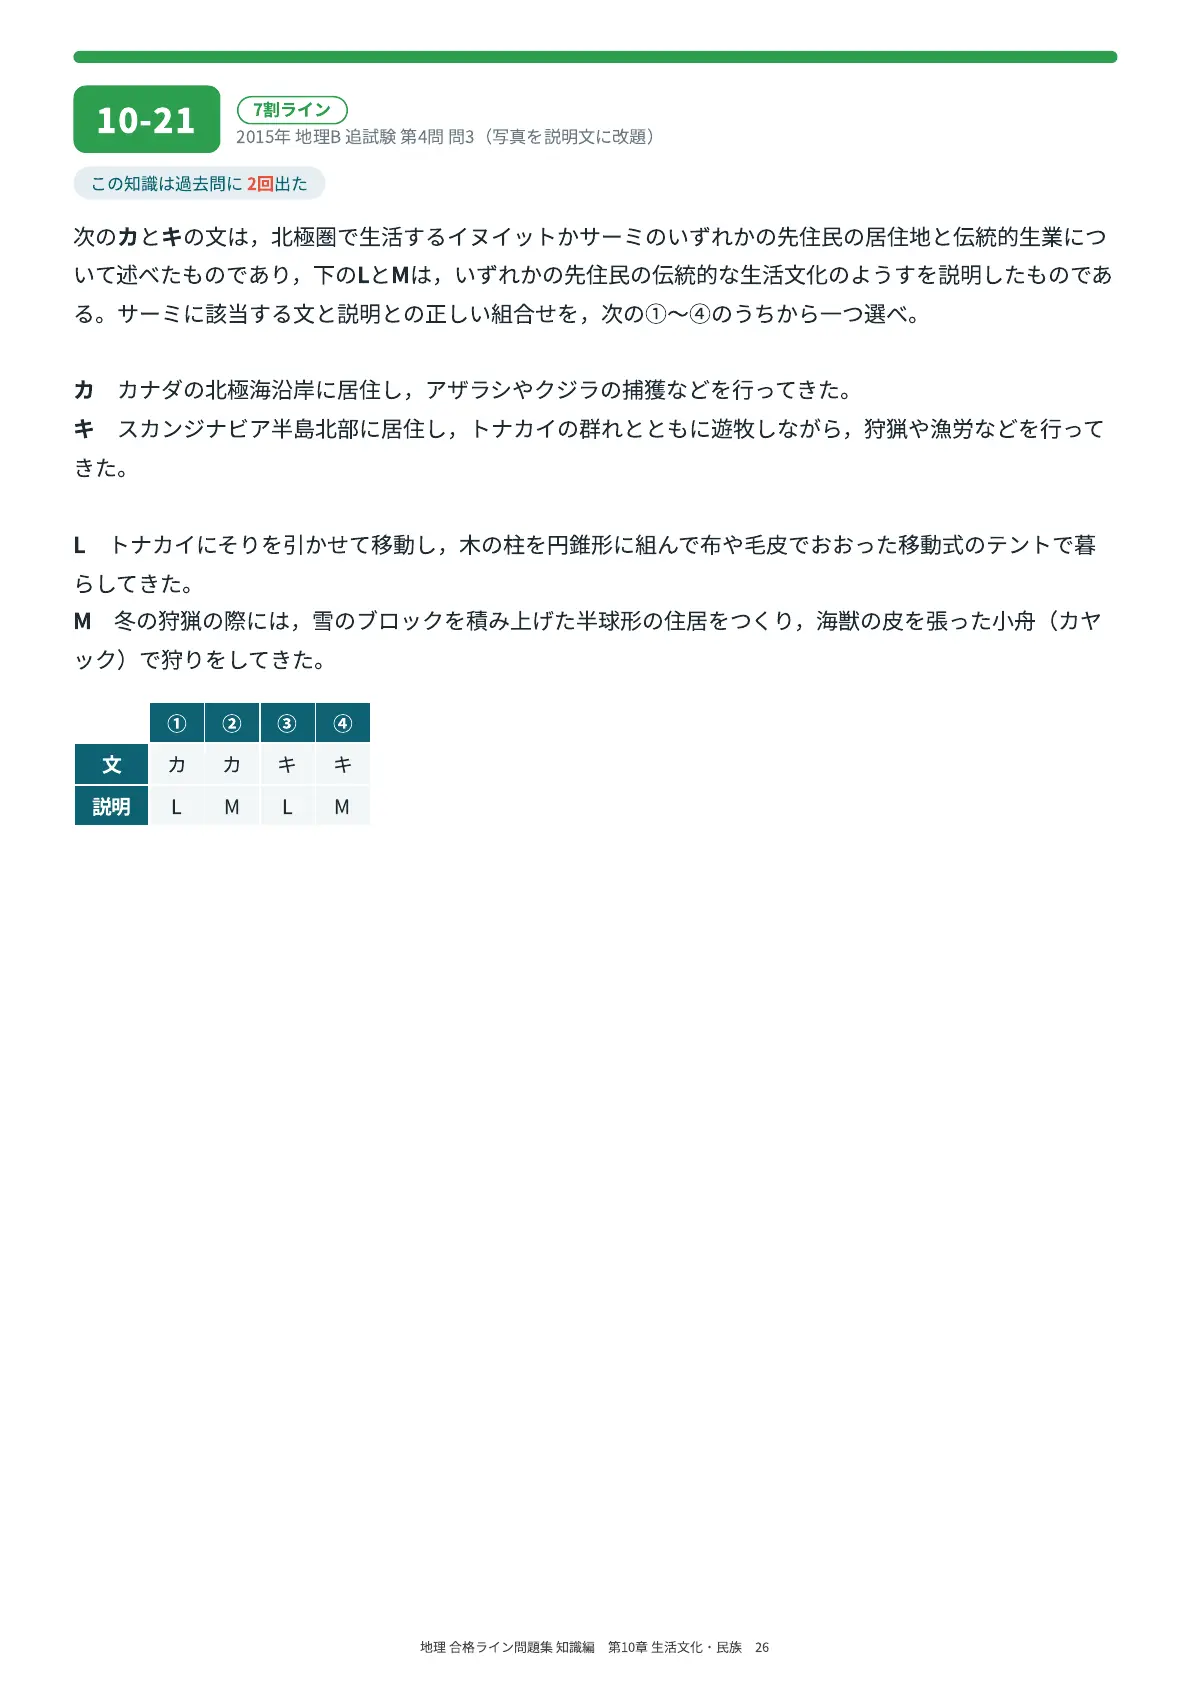 10-21
7割ライン
2015年 地理B 追試験 第4問 問3（写真を説明文に改題）
この知識は過去問に 2回出た
次のカとキの文は，北極圏で生活するイヌイットかサーミのいずれかの先住民の居住地と伝統的生業につ
いて述べたものであり，下のLとMは，いずれかの先住民の伝統的な生活文化のようすを説明したものであ
る。サーミに該当する文と説明との正しい組合せを，次の①〜④のうちから一つ選べ。
カ　カナダの北極海沿岸に居住し，アザラシやクジラの捕獲などを行ってきた。
キ　スカンジナビア半島北部に居住し，トナカイの群れとともに遊牧しながら，狩猟や漁労などを行って
きた。
L　トナカイにそりを引かせて移動し，木の柱を円錐形に組んで布や毛皮でおおった移動式のテントで暮
らしてきた。
M　冬の狩猟の際には，雪のブロックを積み上げた半球形の住居をつくり，海獣の皮を張った小舟（カヤ
ック）で狩りをしてきた。
① ② ③ ④
文 カ カ キ キ
説明 L M L M
地理 合格ライン問題集 知識編　第10章 生活文化・民族　26